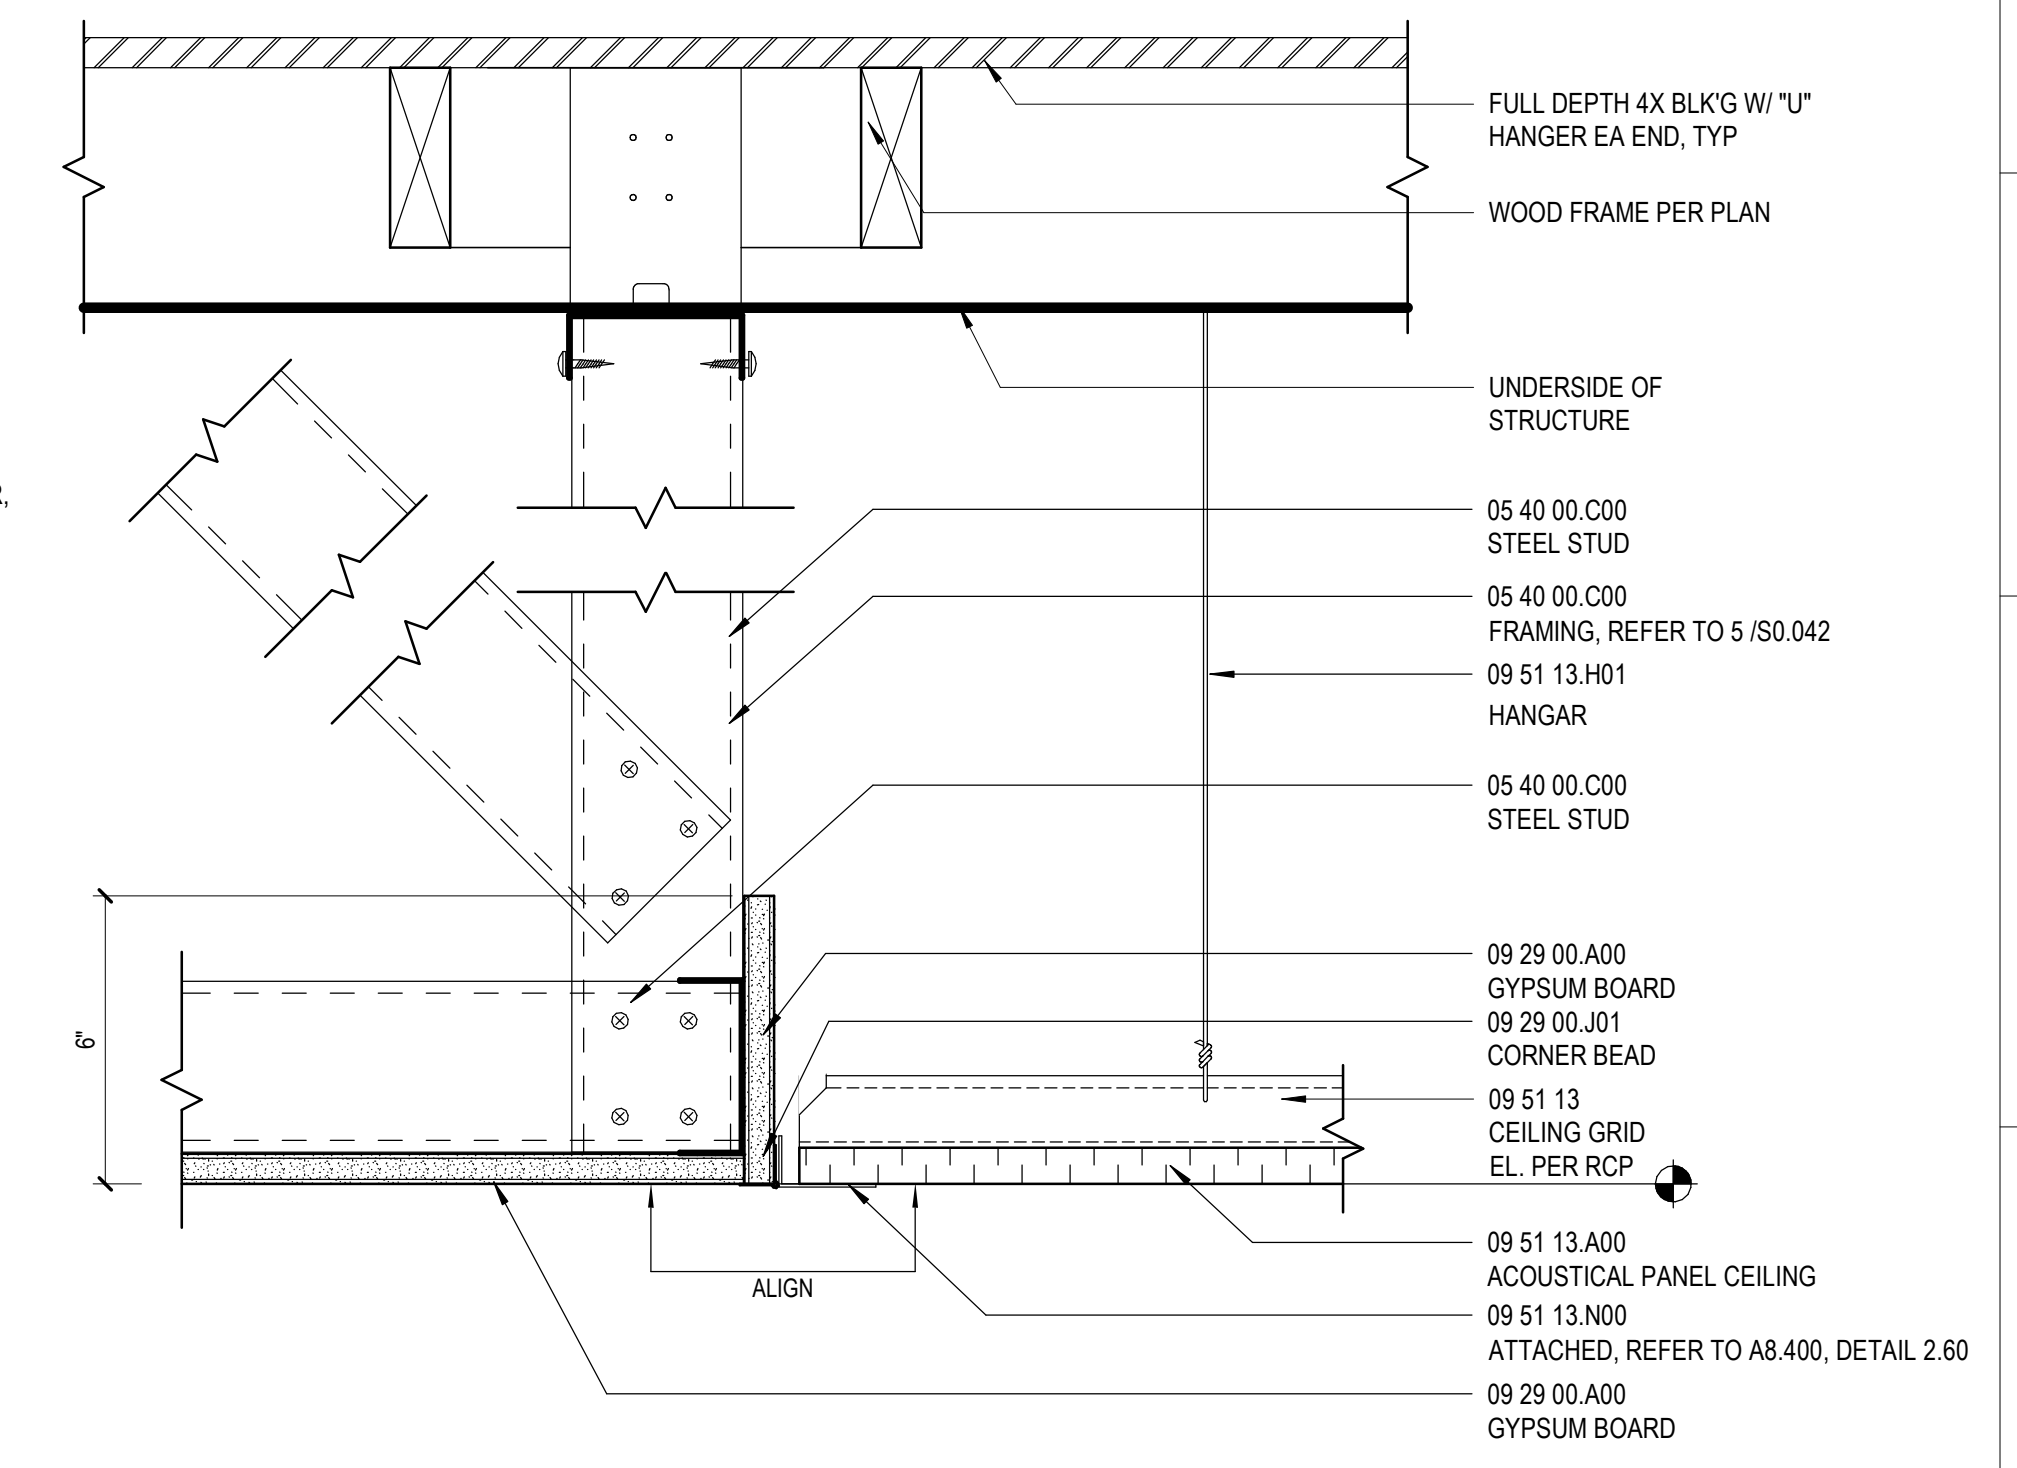 FULL DEPTH 4X BLK'G W/ "U"
HANGER EA END, TYP
WOOD FRAME PER PLAN
UNDERSIDE OF
STRUCTURE
R,
05 40 00.C00
STEEL STUD
05 40 00.C00
FRAMING, REFER TO 5 /S0.042
09 51 13.H01
HANGAR
05 40 00.C00
STEEL STUD
6"
09 29 00.A00
GYPSUM BOARD
09 29 00.J01
CORNER BEAD
09 51 13
CEILING GRID
EL. PER RCP
09 51 13.A00
ACOUSTICAL PANEL CEILING
ALIGN
09 51 13.N00
ATTACHED, REFER TO A8.400, DETAIL 2.60
09 29 00.A00
GYPSUM BOARD